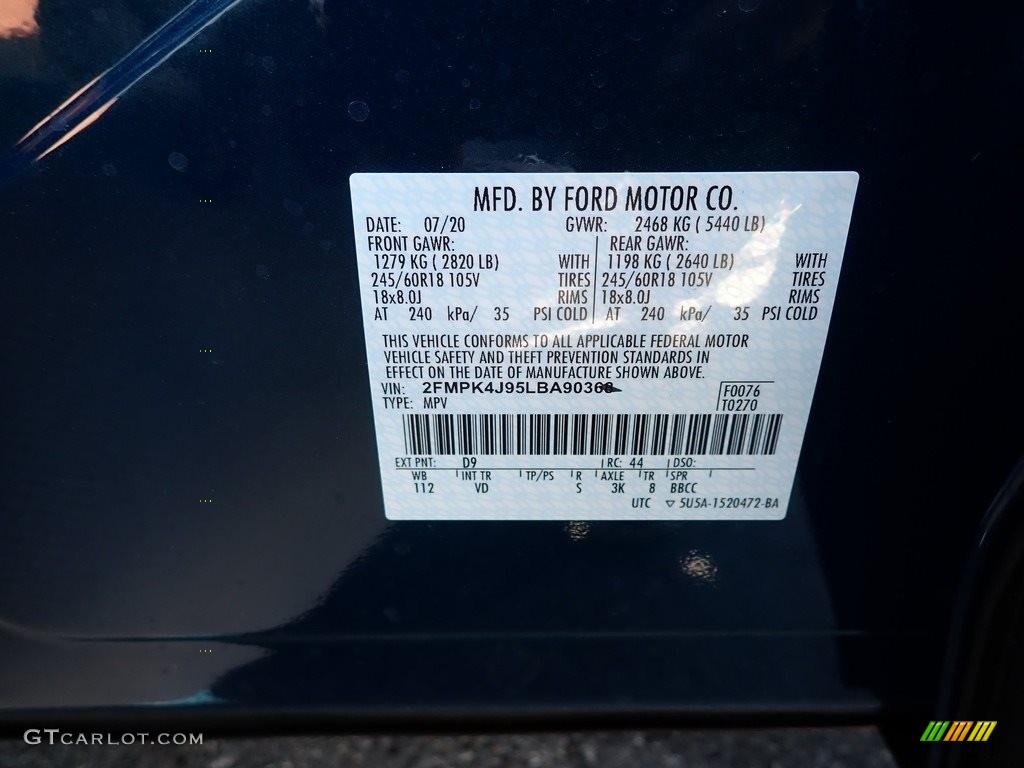 MFD. BY FORD MOTOR CO.
DATE: 07/20 GVWR: 2468 KG ( 5440 LB)
FRONT GAWR: REAR GAWR:
1279 KG ( 2820 LB) WITH 1198 KG ( 2640 LB) WITH
245/60R18 105V TIRES 245/60R18 105V TIRES
18x8.0J RIMS 18x8.0J RIMS
AT 240 kPa/ 35 PSI COLD AT 240 kPa/ 35 PSI COLD
THIS VEHICLE CONFORMS TO ALL APPLICABLE FEDERAL MOTOR
VEHICLE SAFETY AND THEFT PREVENTION STANDARDS IN
EFFECT ON THE DATE OF MANUFACTURE SHOWN ABOVE.
VIN: F0076
TYPE: MPV T0270
EXT PNT: D9 RC: 44 DSO:
WB INT TR TP/PS R AXLE TR SPR
112 VD S 3K 8 BBCC
UTC ▽ 5U5A-1520472-BA
GTCARLOT.COM